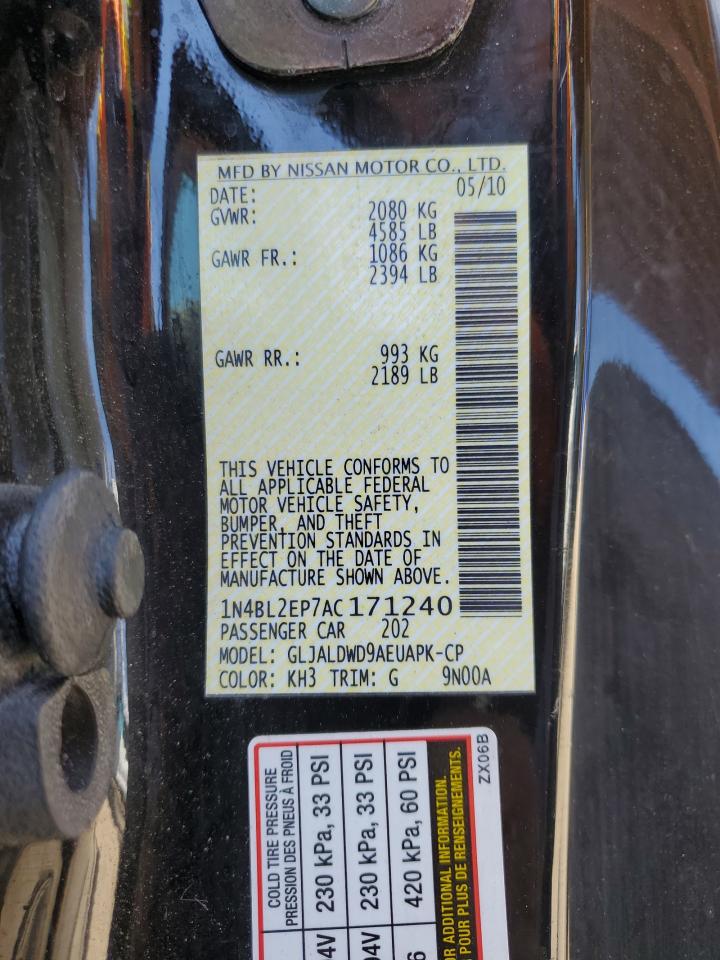 MFD BY NISSAN MOTOR CO., LTD.
DATE: 05/10
GVWR: 2080 KG
4585 LB
GAWR FR.: 1086 KG
2394 LB
GAWR RR.: 993 KG
2189 LB
THIS VEHICLE CONFORMS TO
ALL APPLICABLE FEDERAL
MOTOR VEHICLE SAFETY,
BUMPER, AND THEFT
PREVENTION STANDARDS IN
EFFECT ON THE DATE OF
MANUFACTURE SHOWN ABOVE.
1N4BL2EP7AC171240
PASSENGER CAR 202
MODEL: GLJALDWD9AEUAPK-CP
COLOR: KH3 TRIM: G 9N00A
COLD TIRE PRESSURE
PRESSION DES PNEUS À FROID
230 kPa, 33 PSI
230 kPa, 33 PSI
420 kPa, 60 PSI
ADDITIONAL INFORMATION.
POUR PLUS DE RENSEIGNEMENTS.
ZX06B